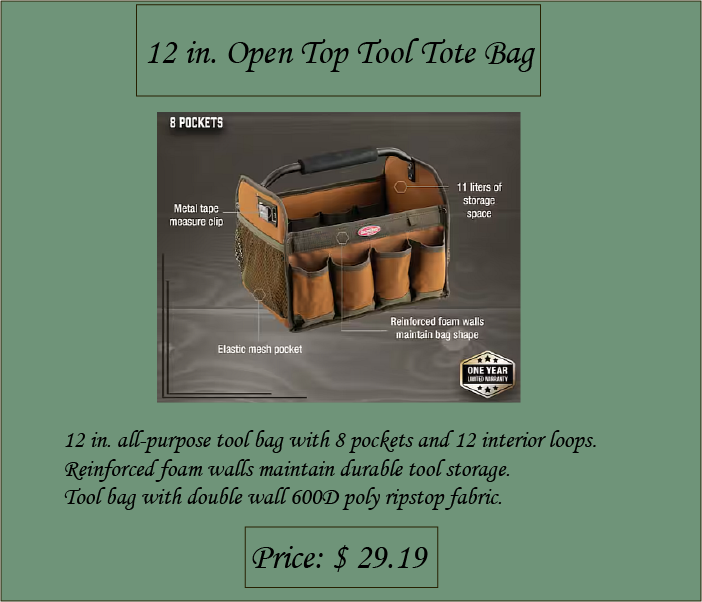 12 in. Open Top Tool Tote Bag
8 POCKETS
11 liters of
storage
space
Metal tape
measure clip
Reinforced foam walls
maintain bag shape
Elastic mesh pocket
ONE YEAR
LIMITED WARRANTY
12 in. all-purpose tool bag with 8 pockets and 12 interior loops.
Reinforced foam walls maintain durable tool storage.
Tool bag with double wall 600D poly ripstop fabric.
Price: $ 29.19